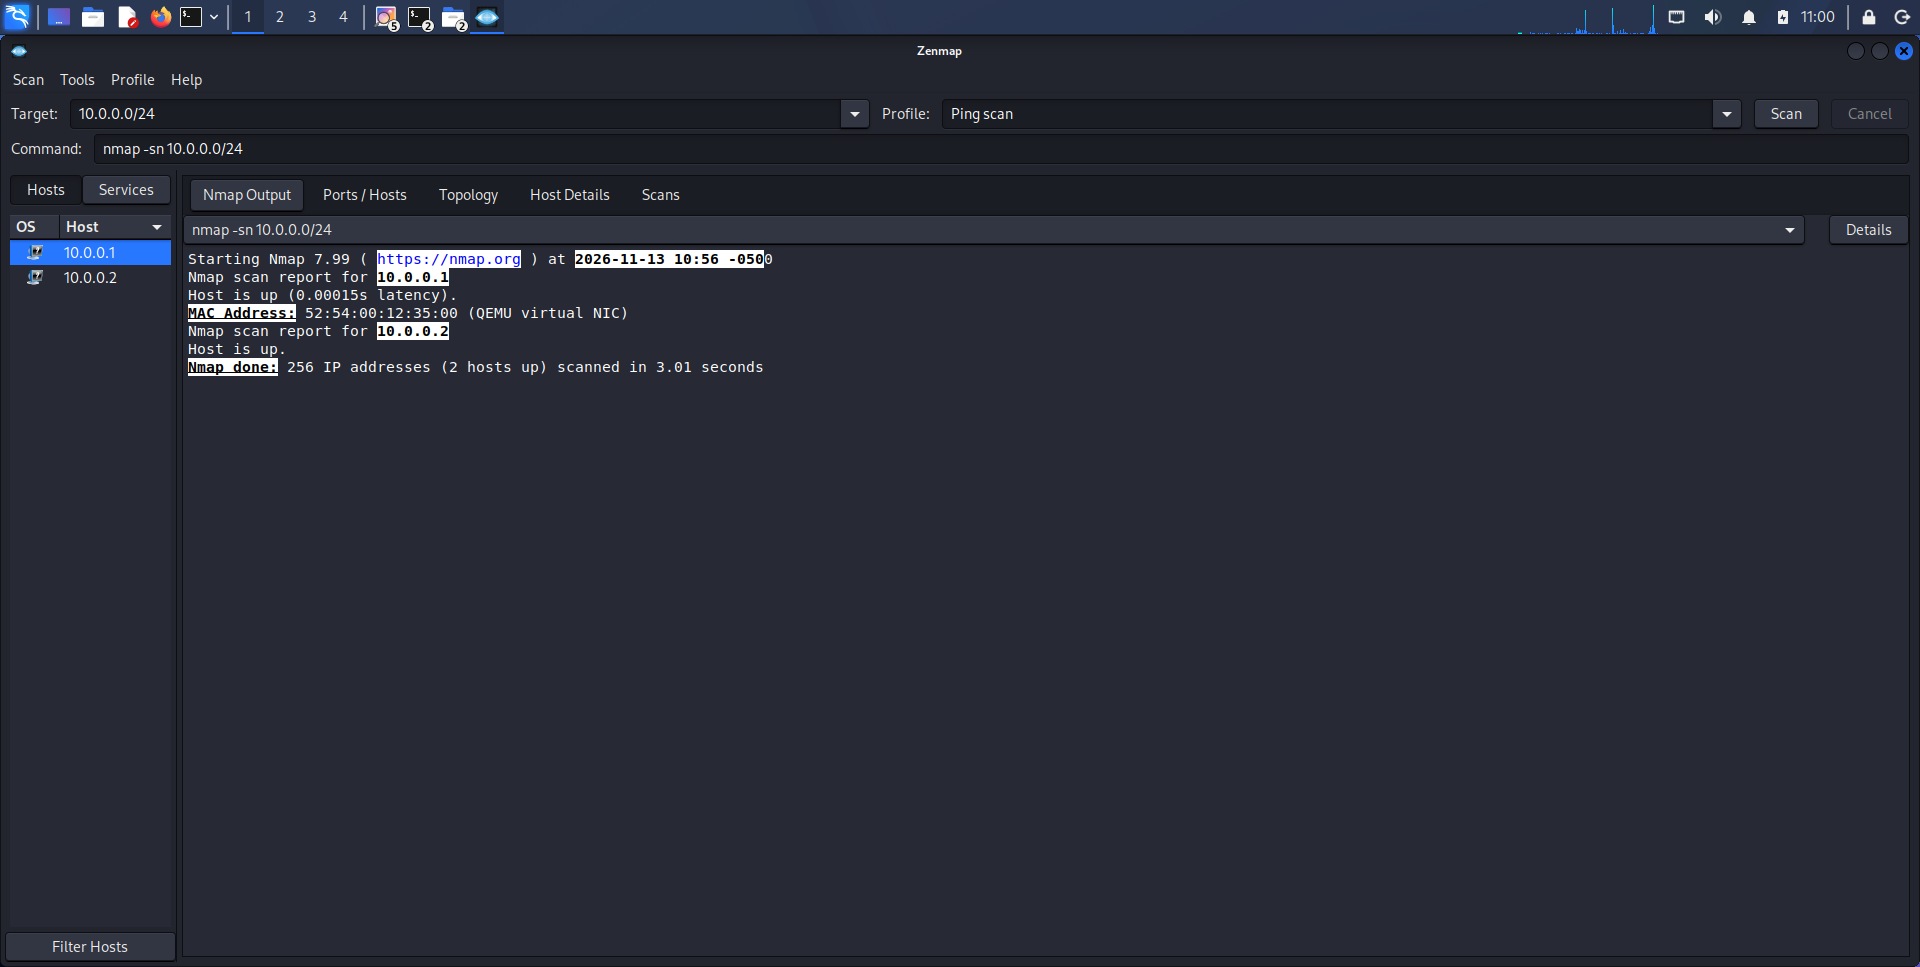 1 2 3 4 5 2 2 11:00
Zenmap
Scan Tools Profile Help
Target: 10.0.0.0/24 Profile: Ping scan Scan Cancel
Command: nmap -sn 10.0.0.0/24
Hosts Services
Nmap Output Ports / Hosts Topology Host Details Scans
OS Host
nmap -sn 10.0.0.0/24 Details
10.0.0.1
10.0.0.2
Starting Nmap 7.99 ( https://nmap.org ) at 2026-11-13 10:56 -0500
Nmap scan report for 10.0.0.1
Host is up (0.00015s latency).
MAC Address: 52:54:00:12:35:00 (QEMU virtual NIC)
Nmap scan report for 10.0.0.2
Host is up.
Nmap done: 256 IP addresses (2 hosts up) scanned in 3.01 seconds
Filter Hosts